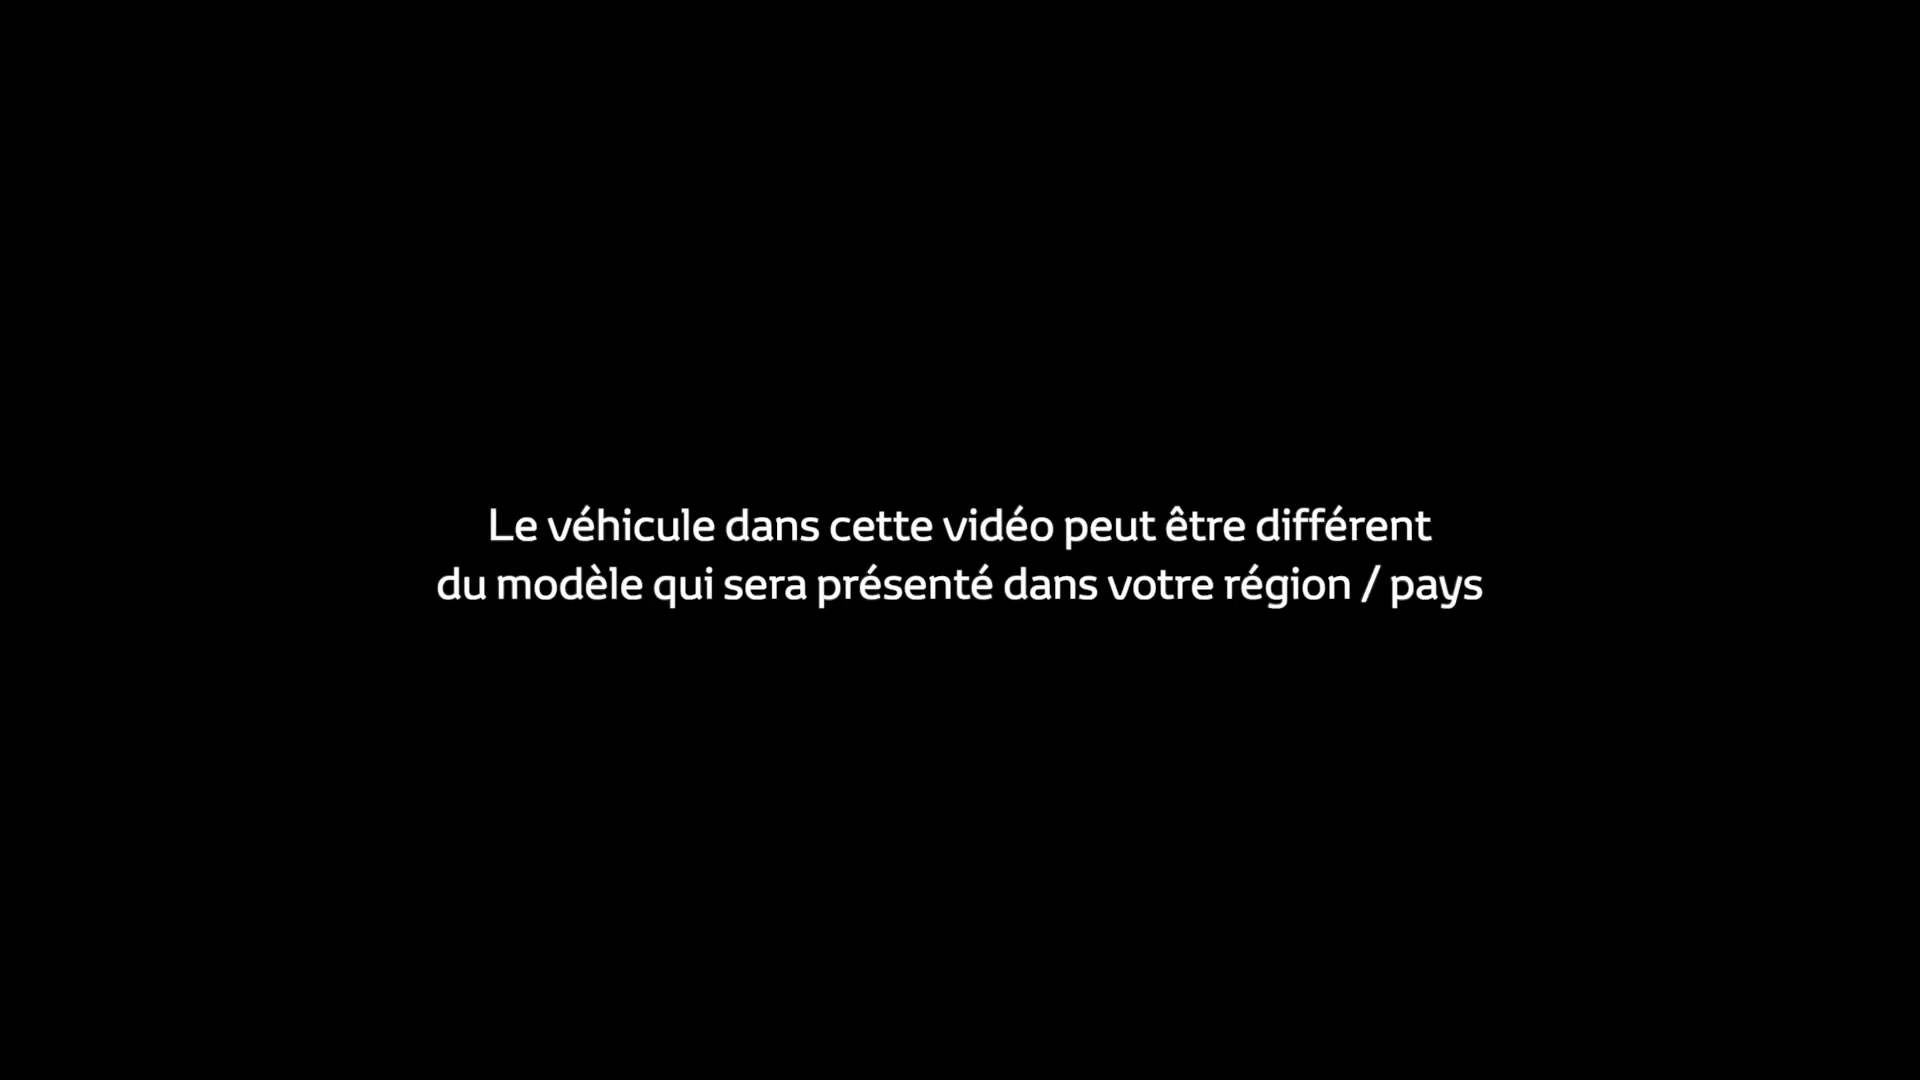 Le véhicule dans cette vidéo peut être différent
du modèle qui sera présenté dans votre région / pays